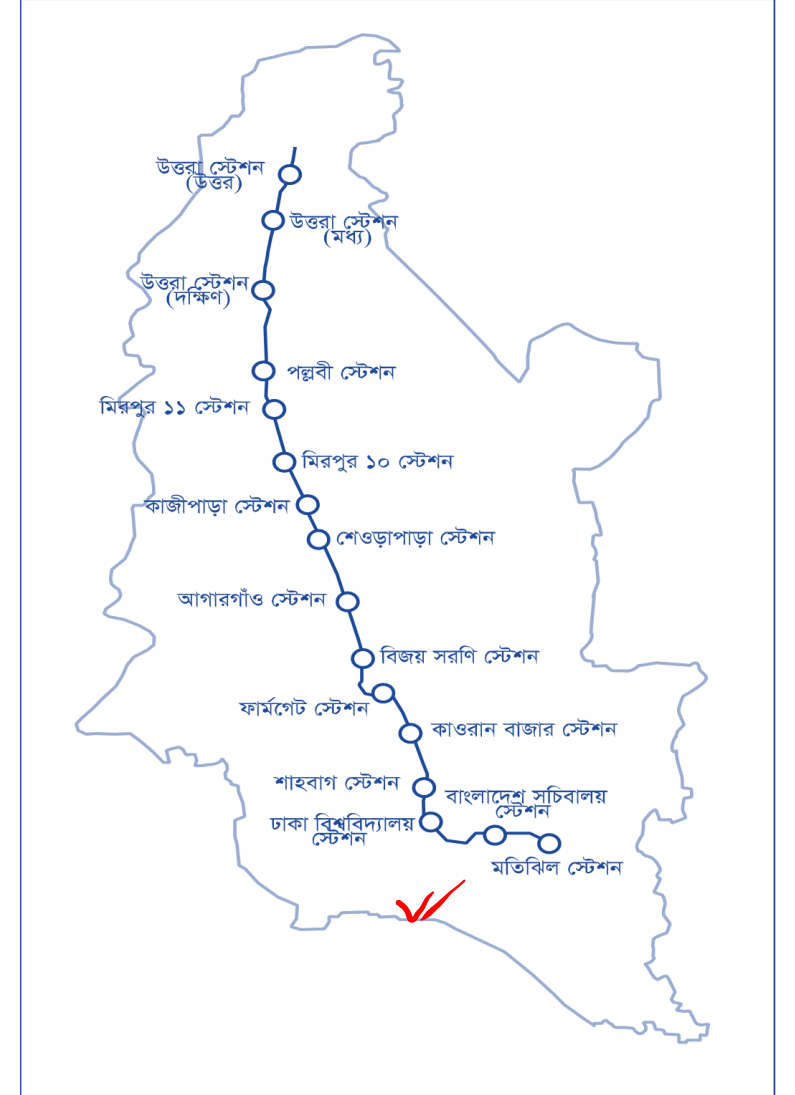 উত্তরা স্টেশন
(উত্তর)
উত্তরা স্টেশন
(মধ্য)
উত্তরা স্টেশন
(দক্ষিণ)
পল্লবী স্টেশন
মিরপুর ১১ স্টেশন
মিরপুর ১০ স্টেশন
কাজীপাড়া স্টেশন
শেওড়াপাড়া স্টেশন
আগারগাঁও স্টেশন
বিজয় সরণি স্টেশন
ফার্মগেট স্টেশন
কাওরান বাজার স্টেশন
শাহবাগ স্টেশন
বাংলাদেশ সচিবালয়
স্টেশন
ঢাকা বিশ্ববিদ্যালয়
স্টেশন
মতিঝিল স্টেশন